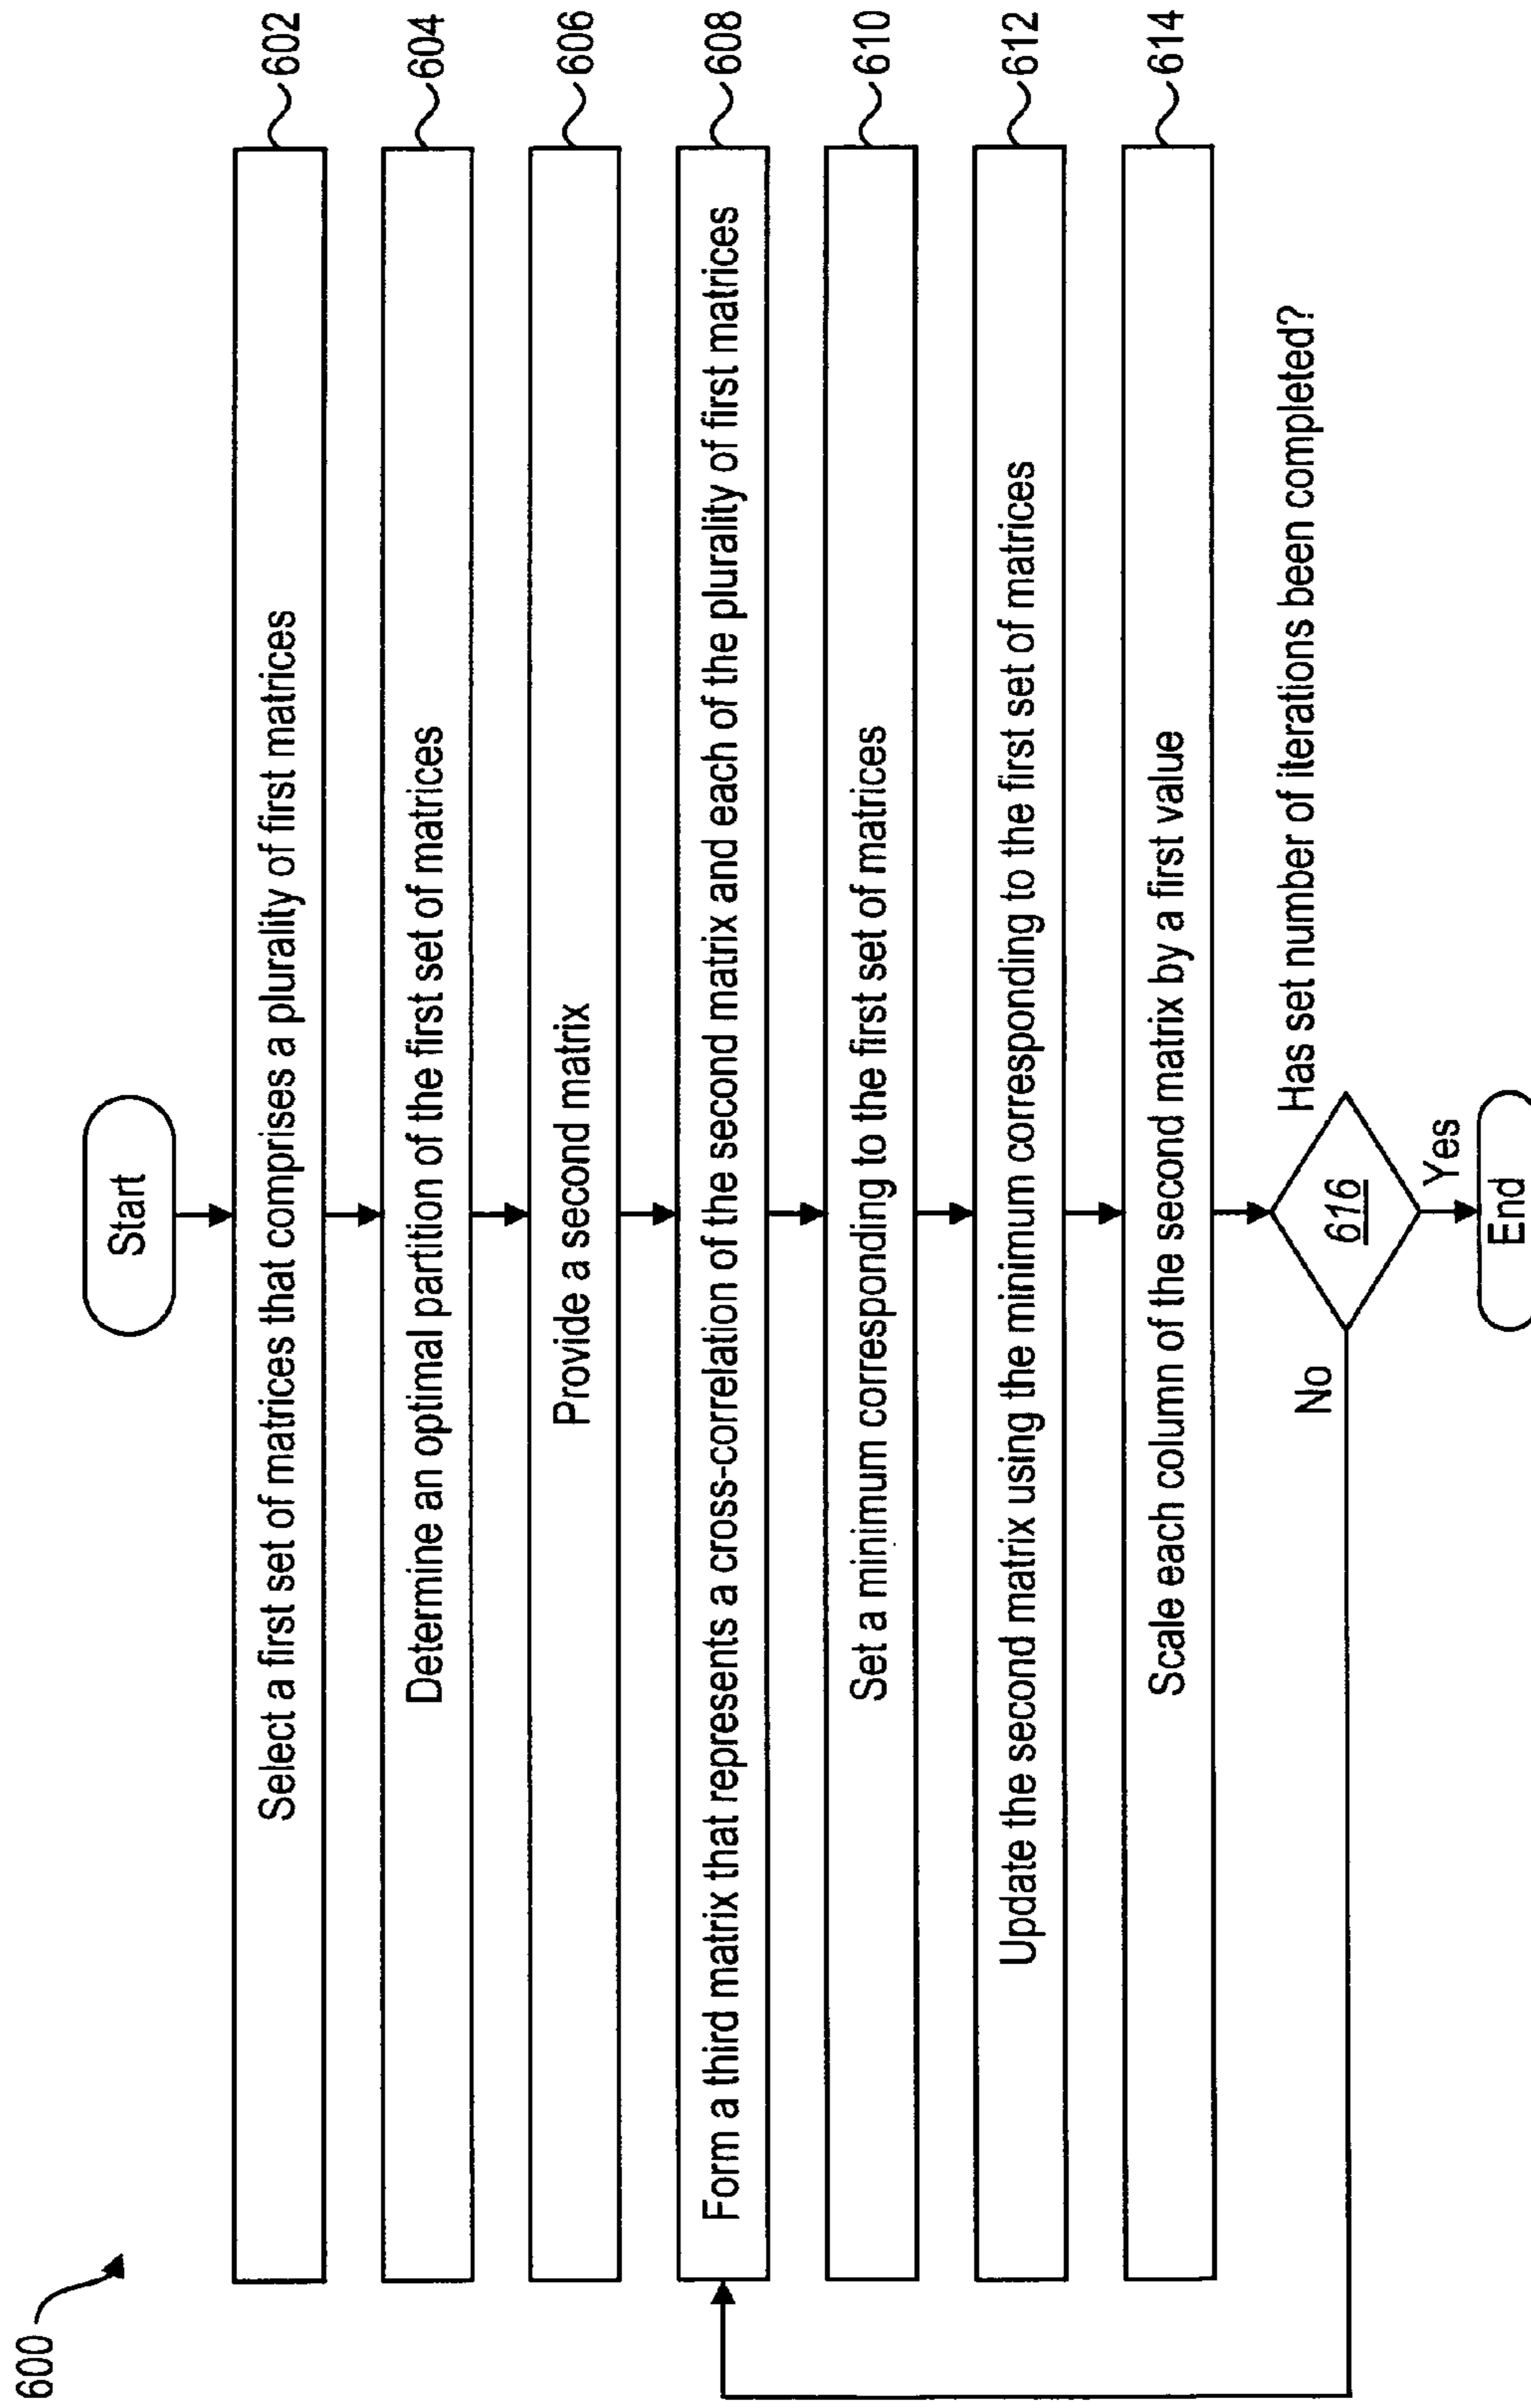 600
Start
Select a first set of matrices that comprises a plurality of first matrices
602
Determine an optimal partition of the first set of matrices
604
Provide a second matrix
606
Form a third matrix that represents a cross-correlation of the second matrix and each of the plurality of first matrices
608
Set a minimum corresponding to the first set of matrices
610
Update the second matrix using the minimum corresponding to the first set of matrices
612
Scale each column of the second matrix by a first value
614
Has set number of iterations been completed?
616
No
Yes
End